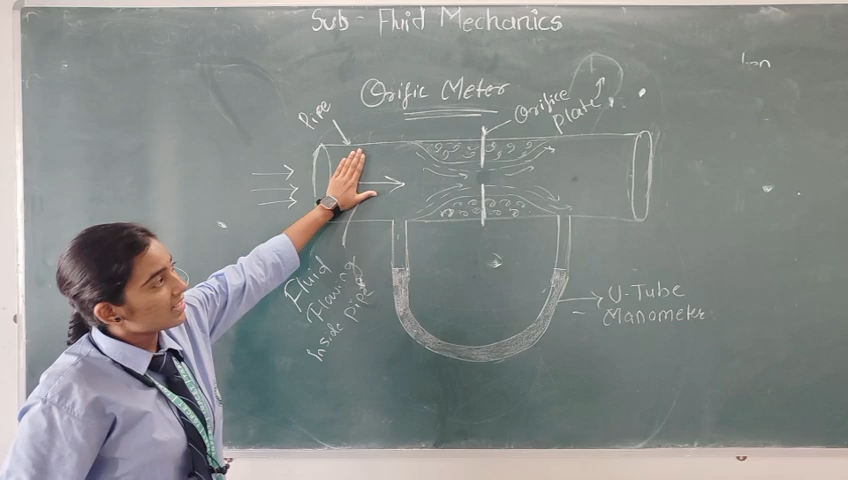 Sub - Fluid Mechanics
Orific Meter
Pipe
Orifice
Plate
Fluid
Flowing
Inside Pipe
U-Tube
Manometer